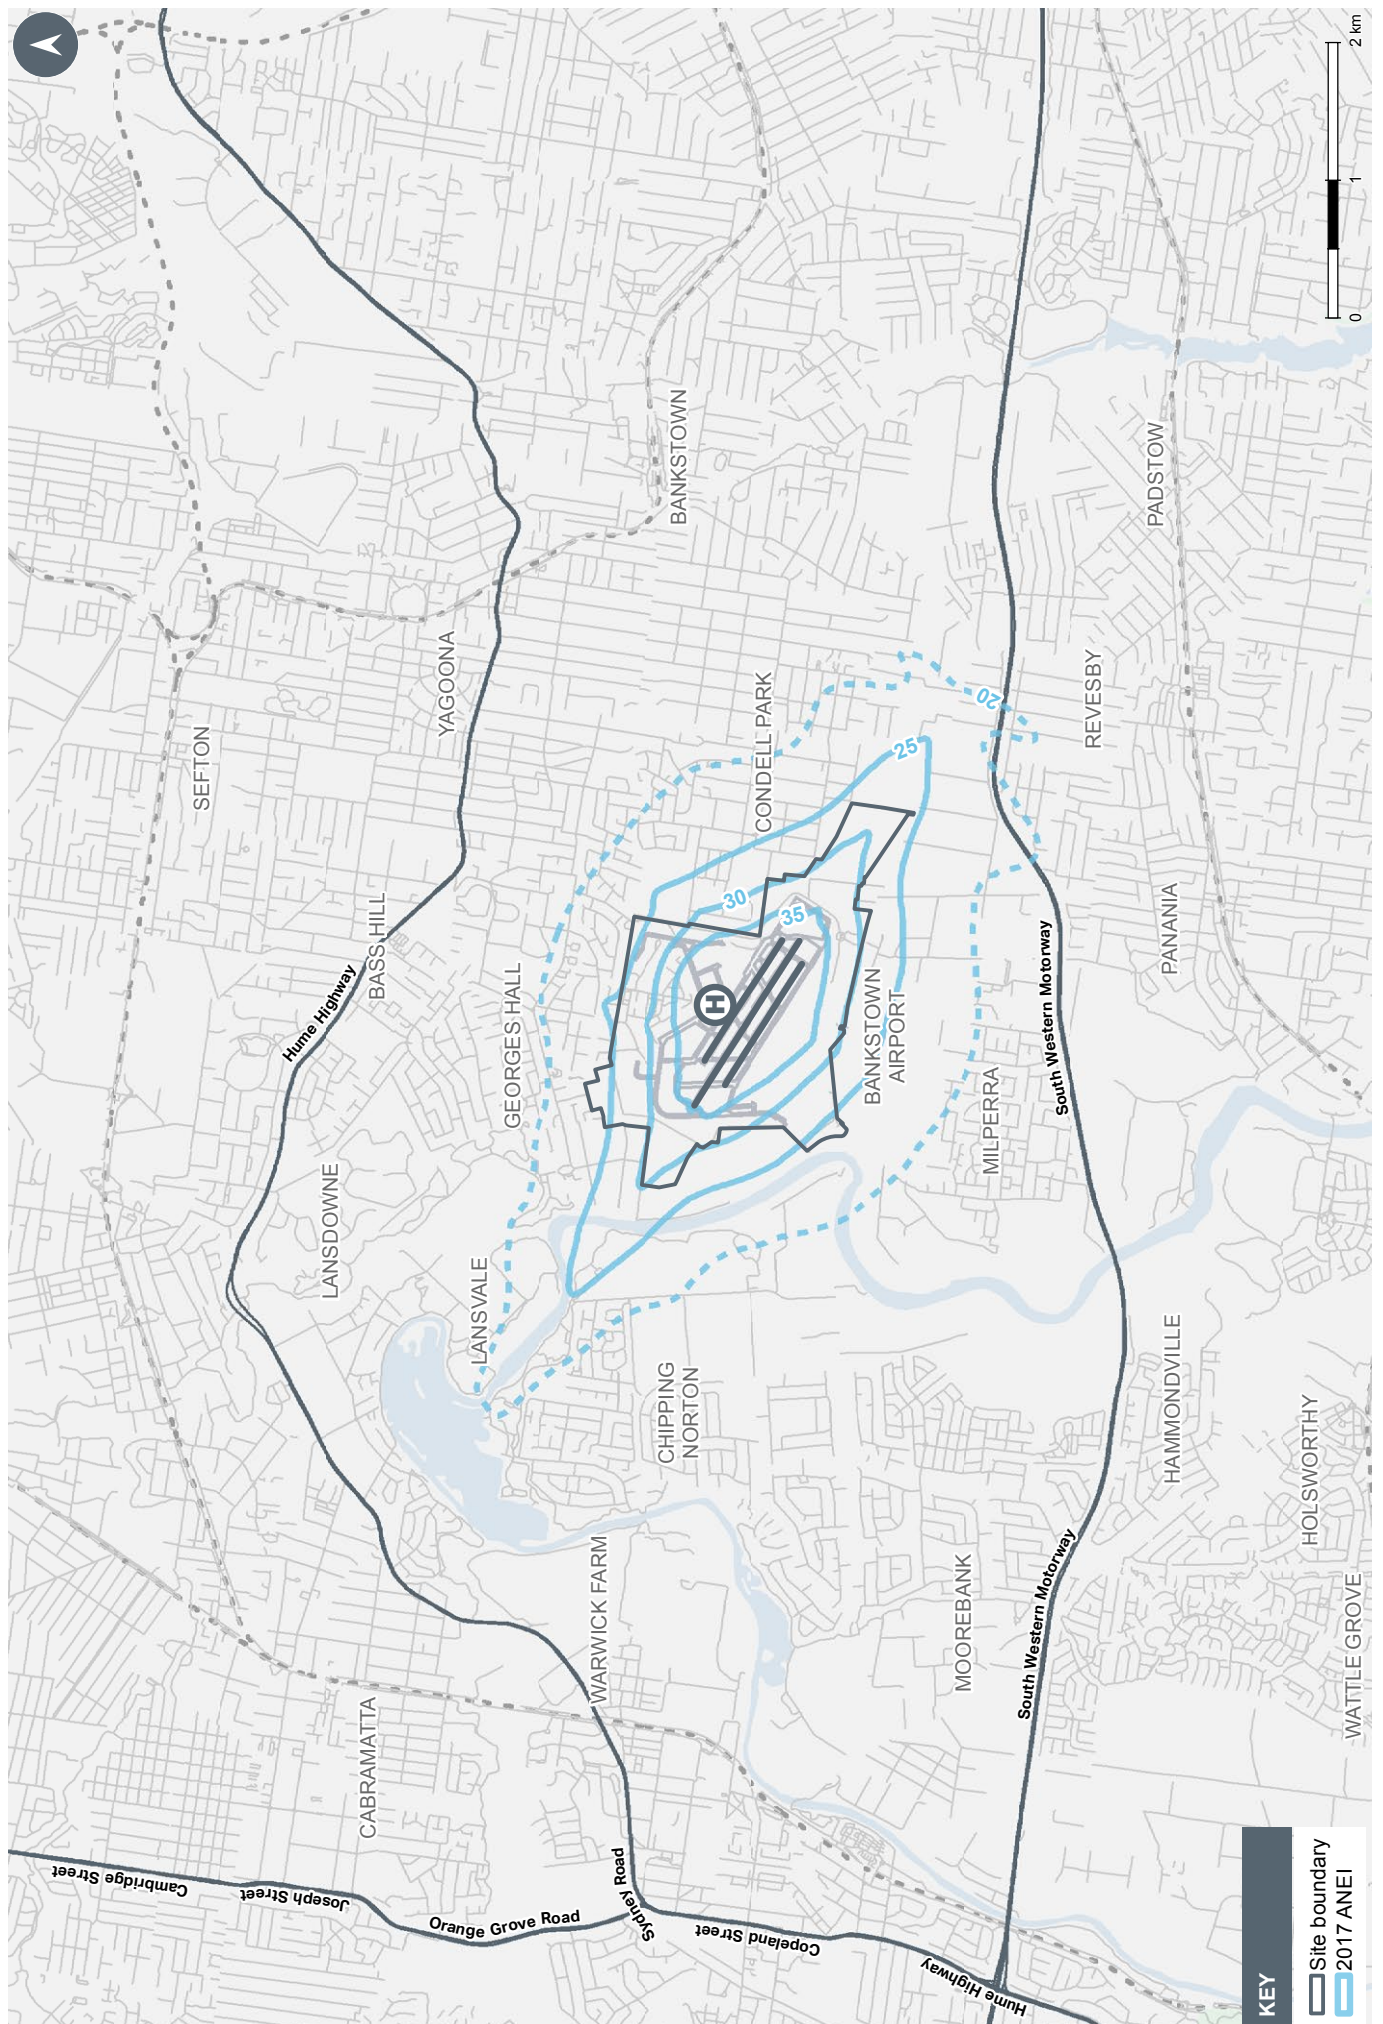 SEFTON
YAGOONA
BANKSTOWN
BASS HILL
Hume Highway
LANSDOWNE
GEORGES HALL
CONDELL PARK
LANSVALE
CABRAMATTA
WARWICK FARM
CHIPPING
NORTON
BANKSTOWN
AIRPORT
H
35
30
25
20
MILPERRA
REVESBY
PADSTOW
PANANIA
South Western Motorway
MOOREBANK
South Western Motorway
HAMMONDVILLE
HOLSWORTHY
WATTLE GROVE
Cambridge Street
Joseph Street
Orange Grove Road
Sydney Road
Copeland Street
Hume Highway
KEY
Site boundary
2017 ANEI
0
1
2 km